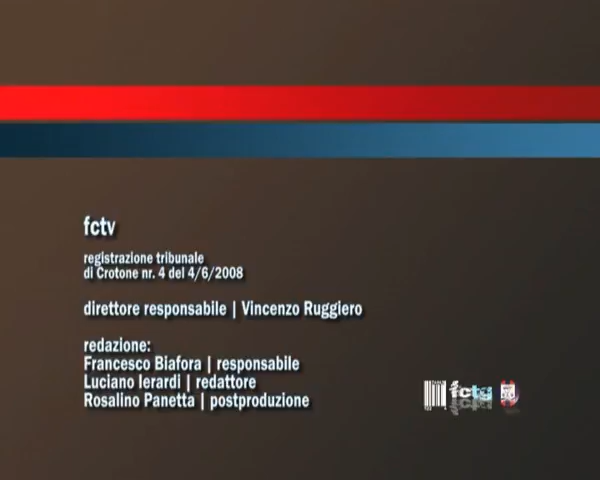 fctv
registrazione tribunale
di Crotone nr. 4 del 4/6/2008
direttore responsabile | Vincenzo Ruggiero
redazione:
Francesco Biafora | responsabile
Luciano Ierardi | redattore
Rosalino Panetta | postproduzione